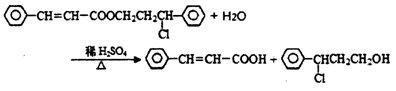 CH=CH—COOCH₂CH₂CH + H₂O
Cl
稀H₂SO₄
△
CH=CH—COOH + CHCH₂CH₂OH
Cl